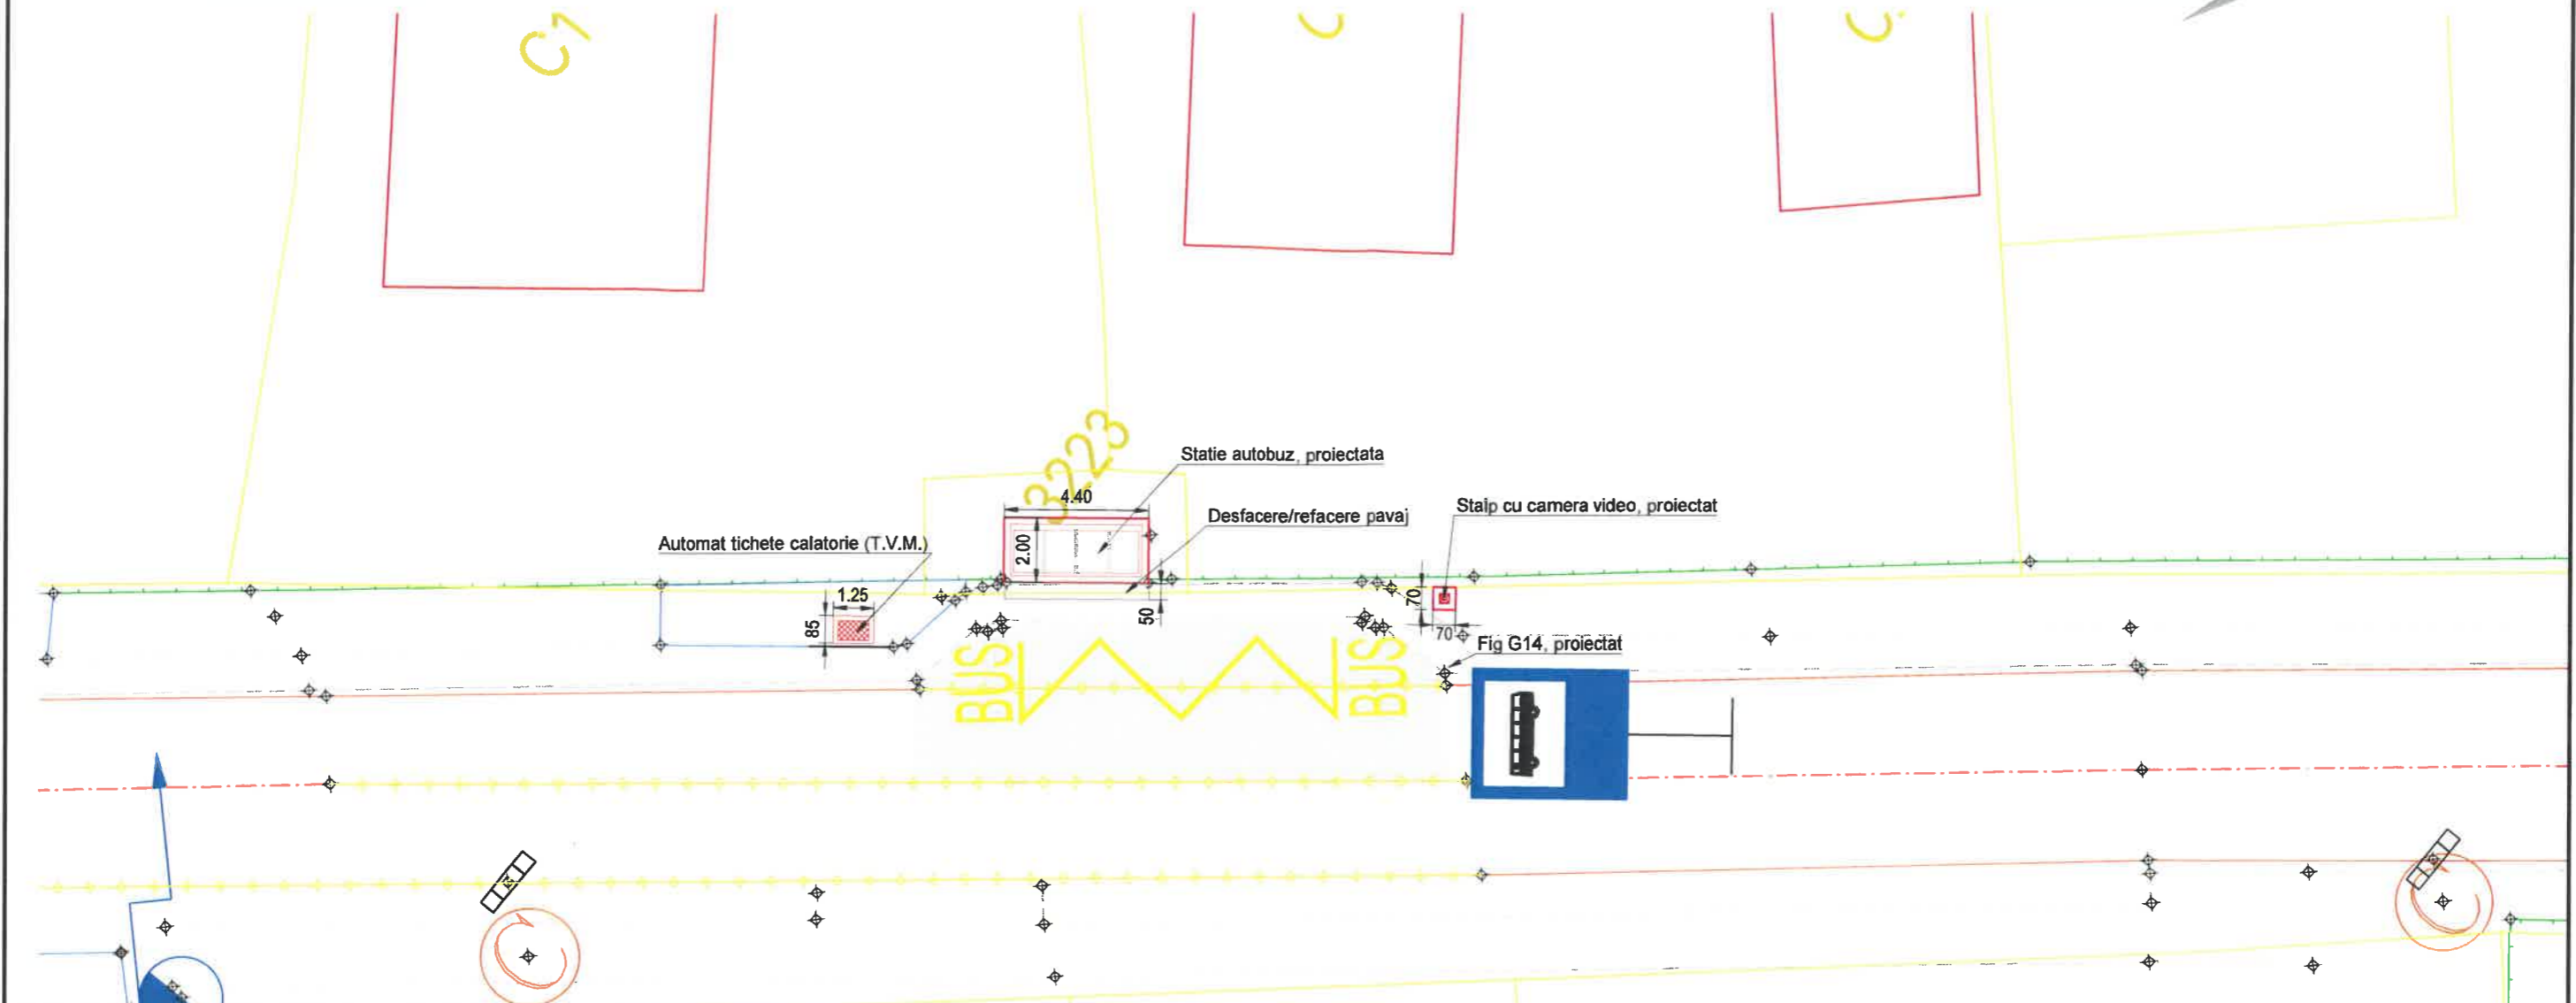 C1
3223
Statie autobuz, proiectata
4.40
Stalp cu camera video, proiectat
Desfacere/refacere pavaj
Automat tichete calatorie (T.V.M.)
2.00
1.25
85
50
70
70
Fig G14, proiectat
BUS
BUS